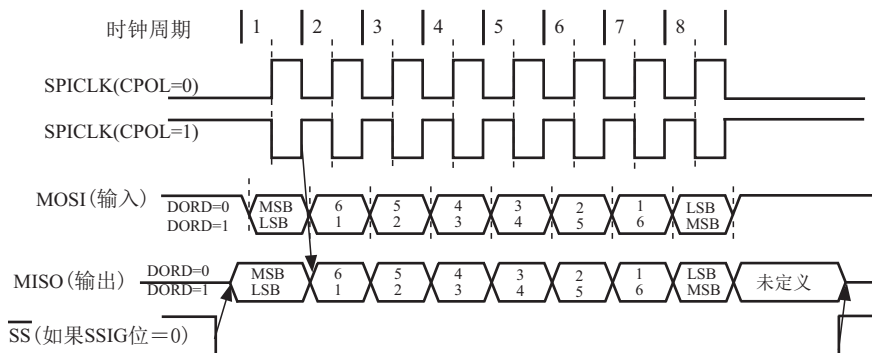 时钟周期 1 2 3 4 5 6 7 8
SPICLK(CPOL=0)
SPICLK(CPOL=1)
MOSI(输入) DORD=0 MSB 6 5 4 3 2 1 LSB
DORD=1 LSB 1 2 3 4 5 6 MSB
MISO(输出) DORD=0 MSB 6 5 4 3 2 1 LSB 未定义
DORD=1 LSB 1 2 3 4 5 6 MSB
SS(如果SSIG位=0)